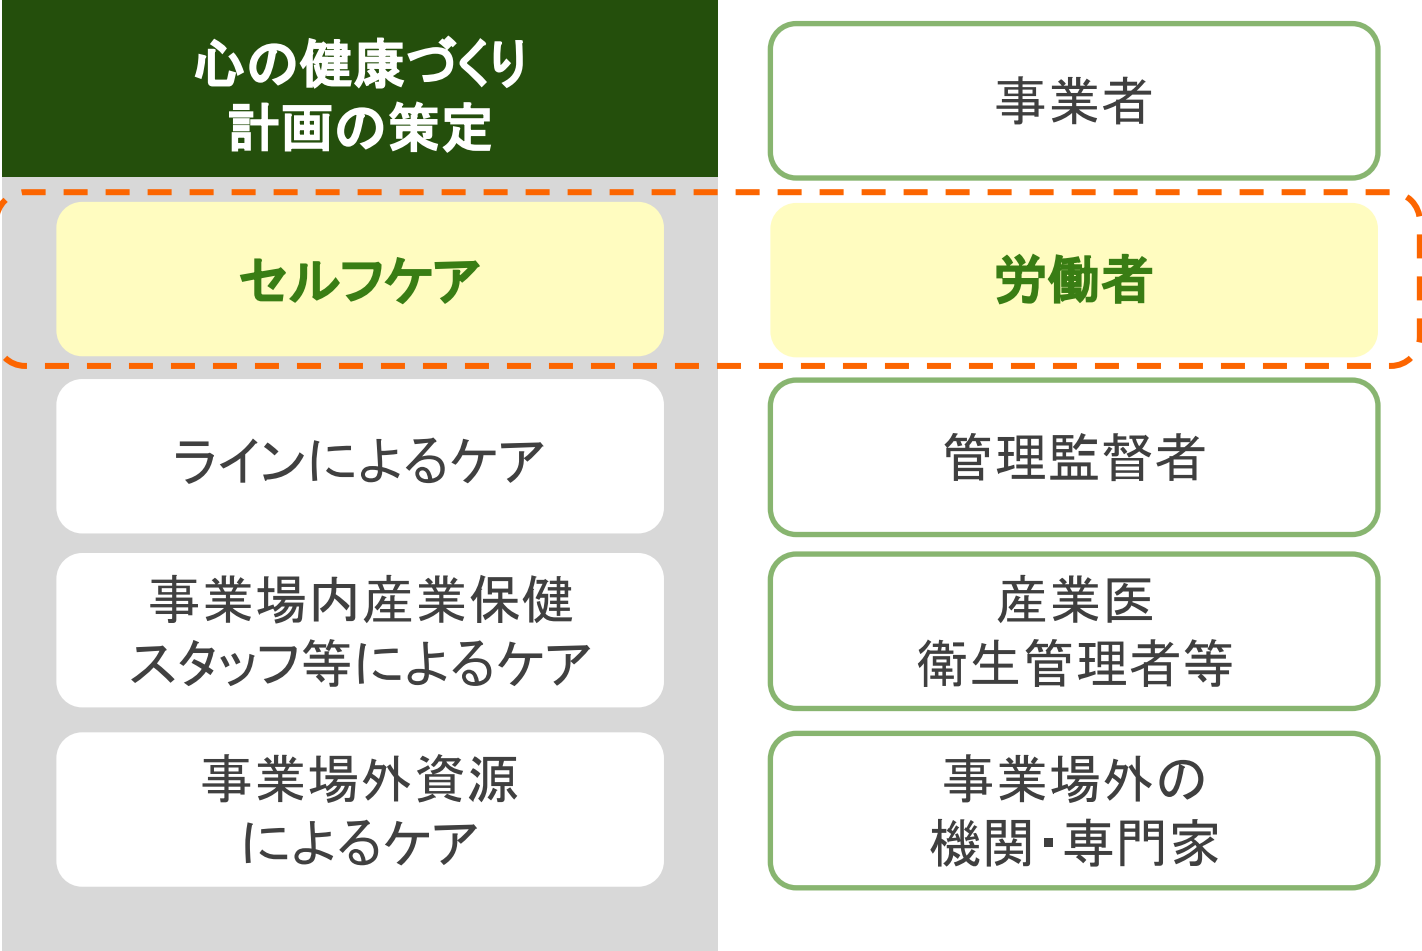 心の健康づくり
計画の策定
事業者
セルフケア
労働者
ラインによるケア
管理監督者
事業場内産業保健
スタッフ等によるケア
産業医
衛生管理者等
事業場外資源
によるケア
事業場外の
機関・専門家